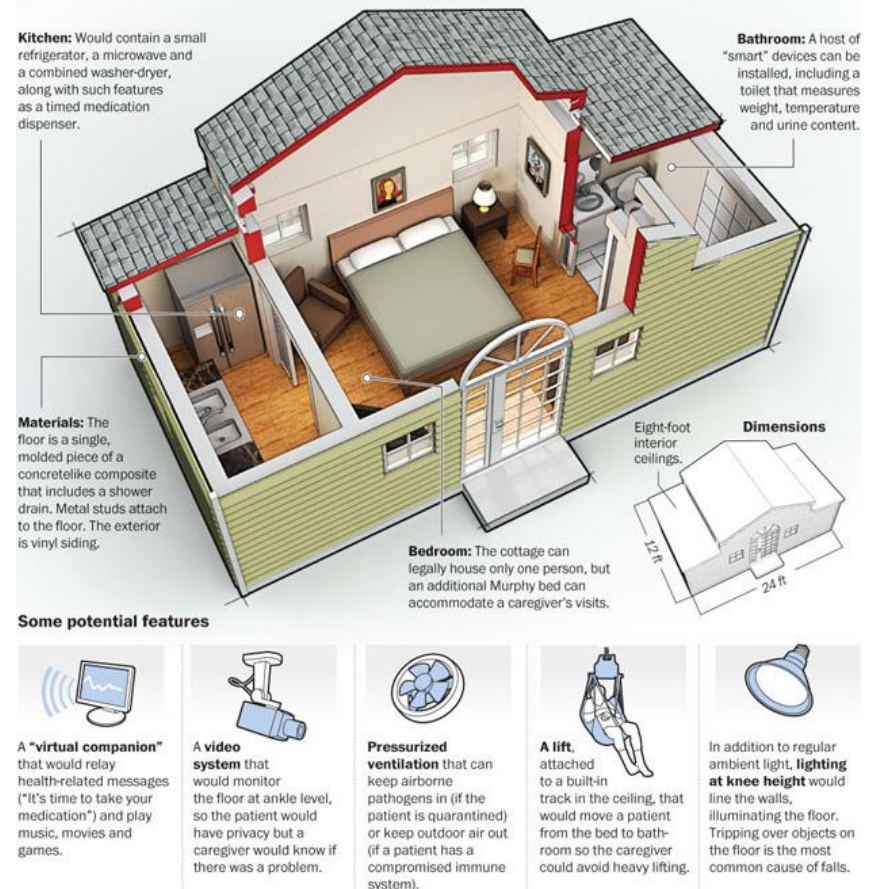 Kitchen: Would contain a small
refrigerator, a microwave and
a combined washer-dryer,
along with such features
as a timed medication
dispenser.
Bathroom: A host of
“smart” devices can be
installed, including a
toilet that measures
weight, temperature
and urine content.
Materials: The
floor is a single,
molded piece of a
concretelike composite
that includes a shower
drain. Metal studs attach
to the floor. The exterior
is vinyl siding.
Bedroom: The cottage can
legally house only one person, but
an additional Murphy bed can
accommodate a caregiver's visits.
Eight-foot
interior
ceilings.
Dimensions
12 ft
24 ft
Some potential features
A “virtual companion”
that would relay
health-related messages
(“It's time to take your
medication”) and play
music, movies and
games.
A video
system that
would monitor
the floor at ankle level,
so the patient would
have privacy but a
caregiver would know if
there was a problem.
Pressurized
ventilation that can
keep airborne
pathogens in (if the
patient is quarantined)
or keep outdoor air out
(if a patient has a
compromised immune
system).
A lift,
attached
to a built-in
track in the ceiling, that
would move a patient
from the bed to bath-
room so the caregiver
could avoid heavy lifting.
In addition to regular
ambient light, lighting
at knee height would
line the walls,
illuminating the floor.
Tripping over objects on
the floor is the most
common cause of falls.